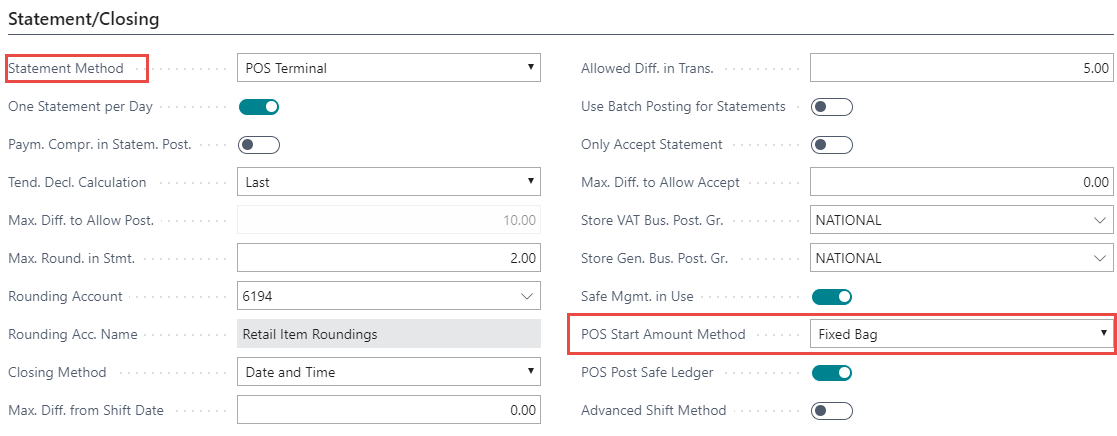 Statement/Closing
Statement Method POS Terminal
One Statement per Day
Paym. Compr. in Statem. Post.
Tend. Decl. Calculation Last
Max. Diff. to Allow Post. 10.00
Max. Round. in Stmt. 2.00
Rounding Account 6194
Rounding Acc. Name Retail Item Roundings
Closing Method Date and Time
Max. Diff. from Shift Date 0.00
Allowed Diff. in Trans. 5.00
Use Batch Posting for Statements
Only Accept Statement
Max. Diff. to Allow Accept 0.00
Store VAT Bus. Post. Gr. NATIONAL
Store Gen. Bus. Post. Gr. NATIONAL
Safe Mgmt. in Use
POS Start Amount Method Fixed Bag
POS Post Safe Ledger
Advanced Shift Method